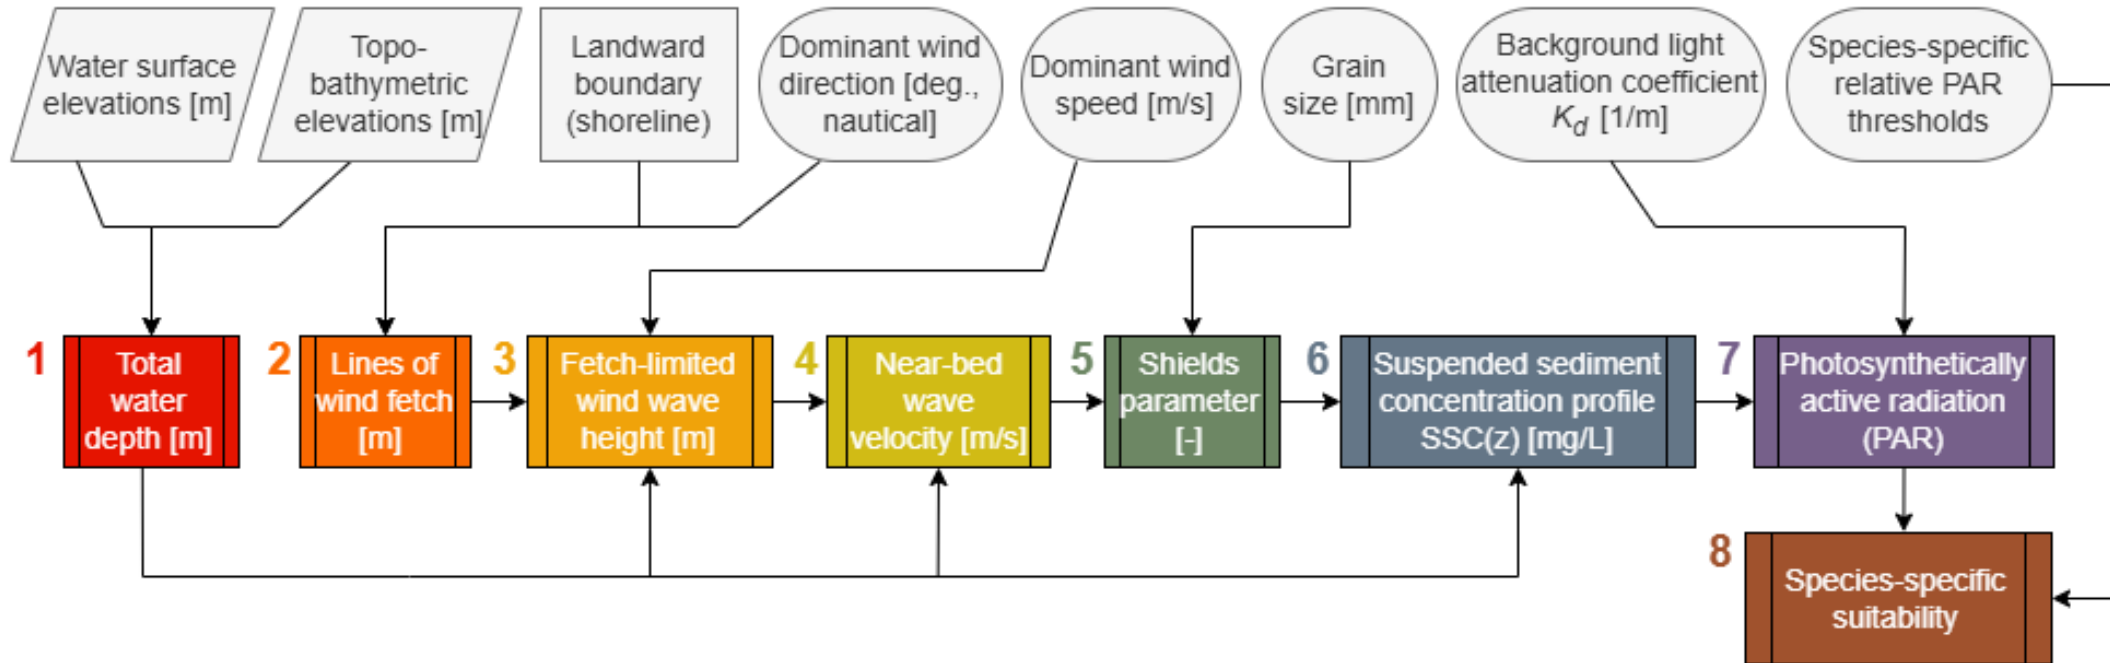 Water surface
elevations [m]
Topo-
bathymetric
elevations [m]
Landward
boundary
(shoreline)
Dominant wind
direction [deg.,
nautical]
Dominant wind
speed [m/s]
Grain
size [mm]
Background light
attenuation coefficient
K_d [1/m]
Species-specific
relative PAR
thresholds
1
Total
water
depth [m]
2
Lines of
wind fetch
[m]
3
Fetch-limited
wind wave
height [m]
4
Near-bed
wave
velocity [m/s]
5
Shields
parameter
[-]
6
Suspended sediment
concentration profile
SSC(z) [mg/L]
7
Photosynthetically
active radiation
(PAR)
8
Species-specific
suitability